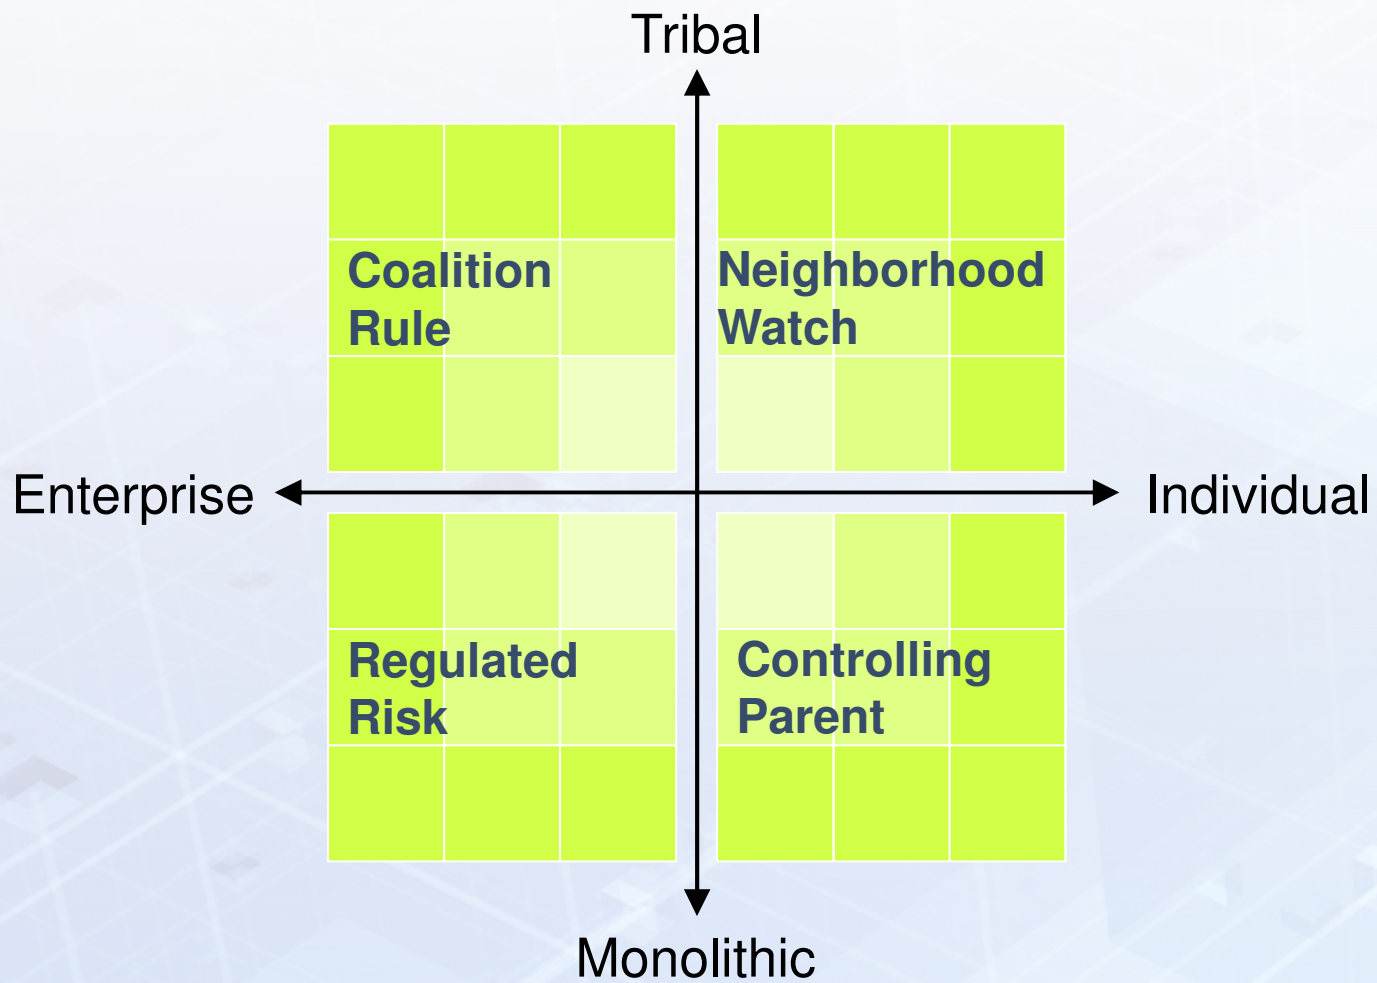 Tribal
Coalition
Rule
Neighborhood
Watch
Enterprise
Individual
Regulated
Risk
Controlling
Parent
Monolithic